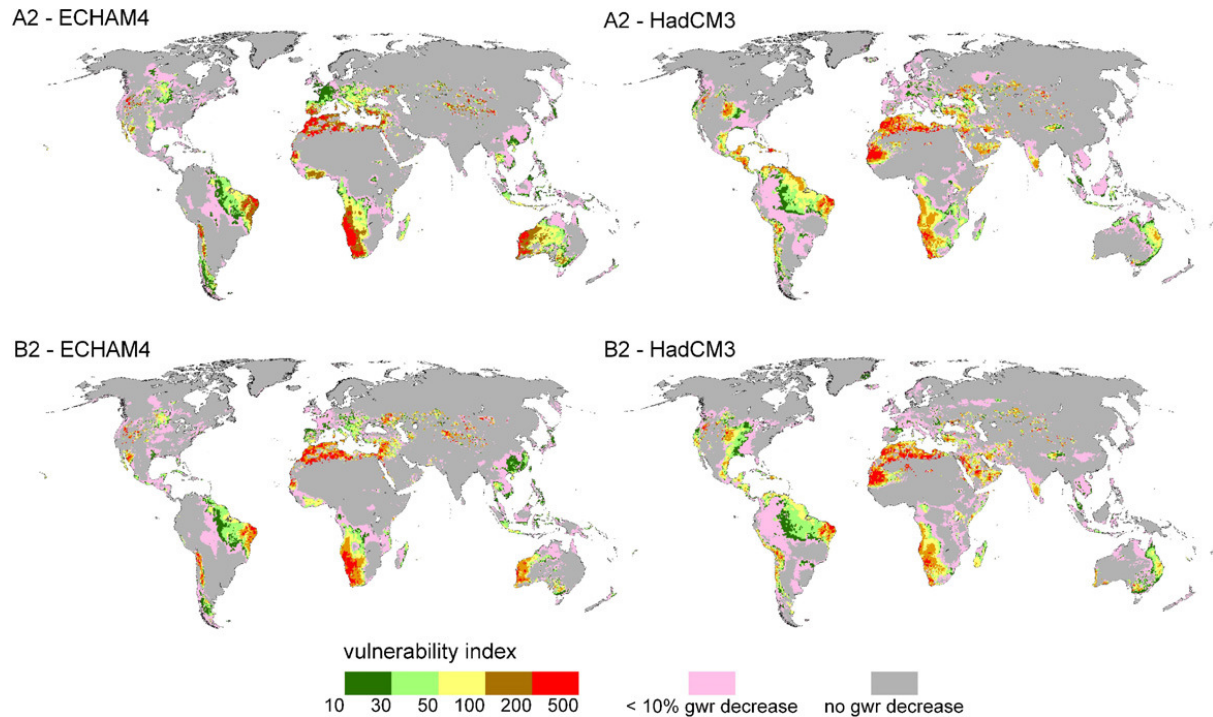 A2 - ECHAM4
A2 - HadCM3
B2 - ECHAM4
B2 - HadCM3
vulnerability index
10 30 50 100 200 500
< 10% gwr decrease
no gwr decrease